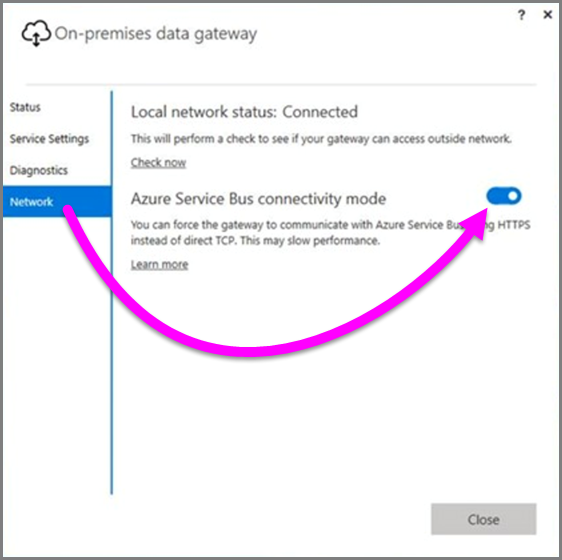 ? ×
On-premises data gateway
Status
Service Settings
Diagnostics
Network
Local network status: Connected
This will perform a check to see if your gateway can access outside network.
Check now
Azure Service Bus connectivity mode
You can force the gateway to communicate with Azure Service HTTPS
instead of direct TCP. This may slow performance.
Learn more
Close